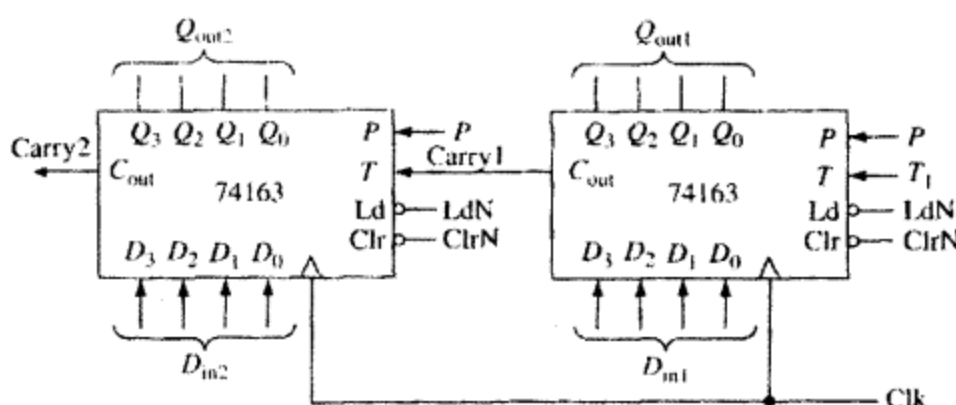 Qout2 Qout1
Q3 Q2 Q1 Q0 P P Q3 Q2 Q1 Q0 P P
Carry2 Cout T Carry1 Cout T T1
74163 74163
Ld LdN Ld LdN
Clr ClrN Clr ClrN
D3 D2 D1 D0 D3 D2 D1 D0
Din2 Din1
Clk